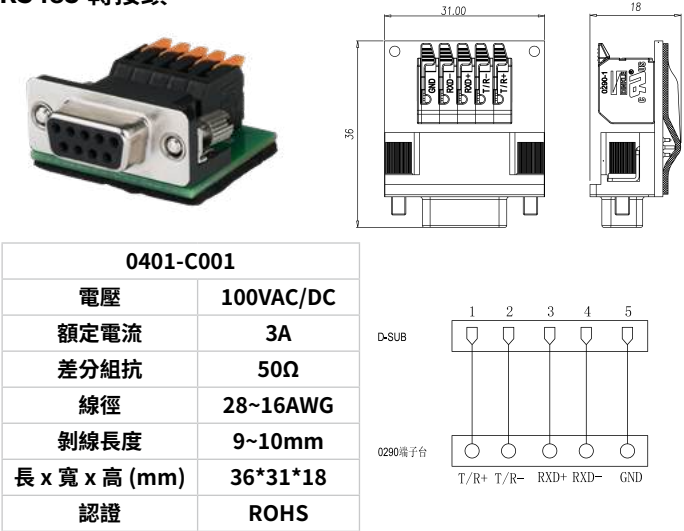 RS485 轉接頭
31.00
18
36
GND
RXD-
RXD+
T/R-
T/R+
0290-1
0401-C001
電壓 100VAC/DC
額定電流 3A
差分組抗 50Ω
線徑 28~16AWG
剝線長度 9~10mm
長 x 寬 x 高 (mm) 36*31*18
認證 ROHS
1 2 3 4 5
D-SUB
0290端子台
T/R+ T/R- RXD+ RXD- GND